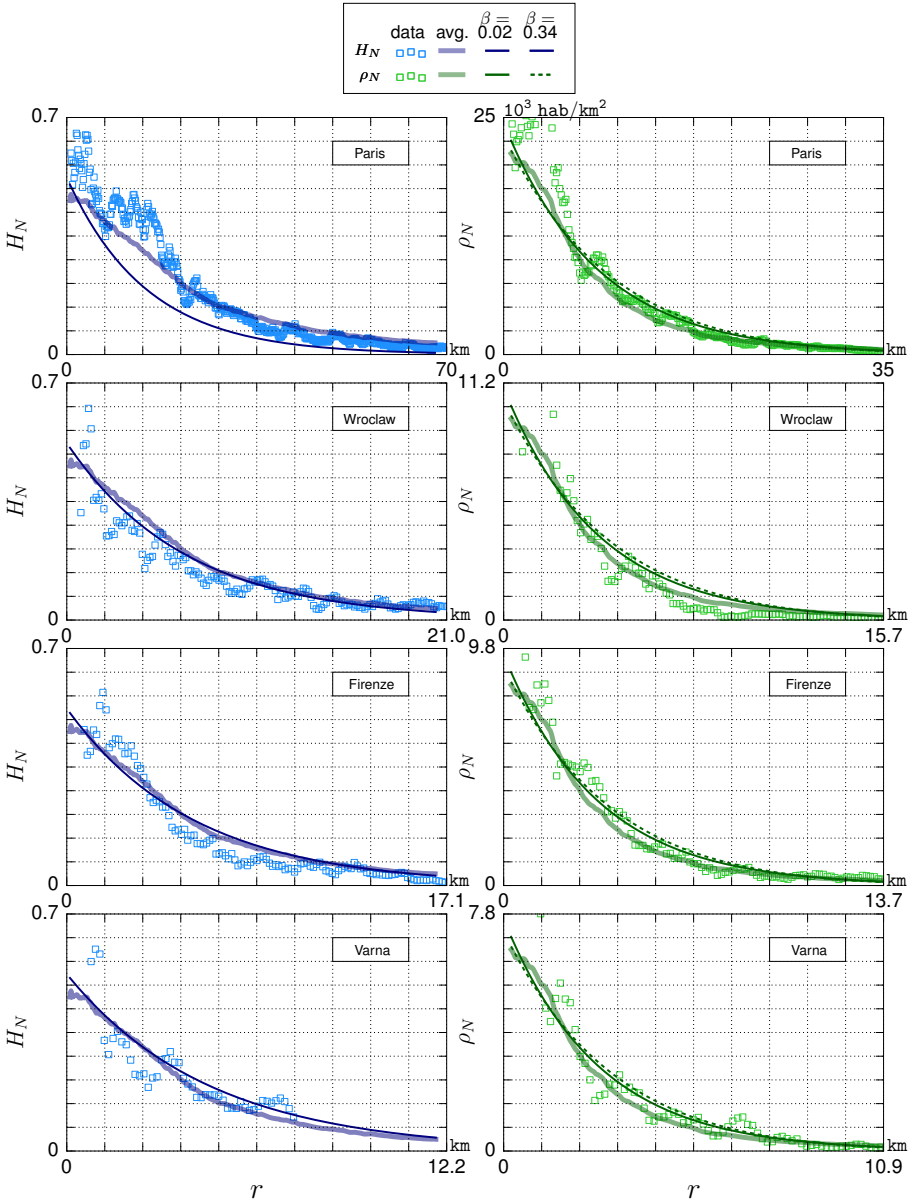 β = β =
data avg. 0.02 0.34
H_N
ρ_N
0.7 25 10³ hab/km²
Paris Paris
H_N ρ_N
0 km 0 km
0 70 0 35
0.7 11.2
Wroclaw Wroclaw
H_N ρ_N
0 km 0 km
0 21.0 0 15.7
0.7 9.8
Firenze Firenze
H_N ρ_N
0 km 0 km
0 17.1 0 13.7
0.7 7.8
Varna Varna
H_N ρ_N
0 km 0 km
0 12.2 0 10.9
r r